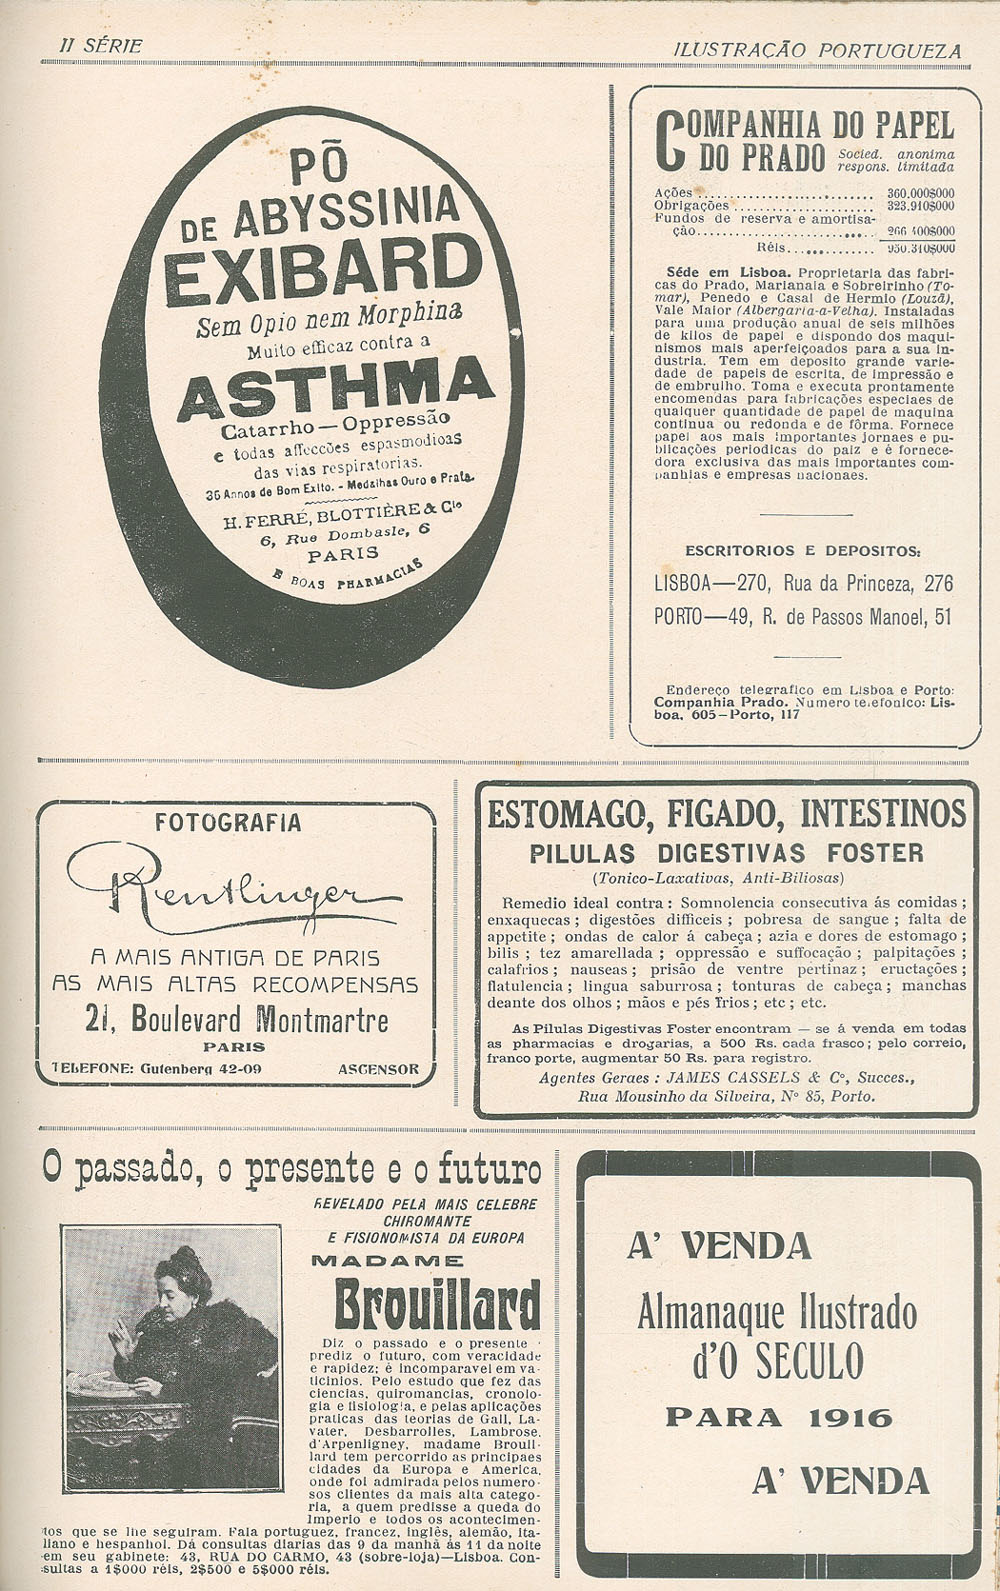 II SÉRIE
ILUSTRAÇÃO PORTUGUEZA
PÕ
DE ABYSSINIA
EXIBARD
Sem Opio nem Morphina
Muito efficaz contra a
ASTHMA
Catarrho — Oppressão
e todas affecções espasmodicas
das vias respiratorias.
36 Annos de Bom Exito. - Medalhas Ouro e Prata.
H. FERRÉ, BLOTTIÈRE & Cie
6, Rue Dombasle, 6
PARIS
E BOAS PHARMACIAS
COMPANHIA DO PAPEL
DO PRADO Socied. anonima
respons. limitada
Ações .......................... 360.000$000
Obrigações ..................... 323.910$000
Fundos de reserva e amortisa-
ção.......................... 266.400$000
Réis............ 950.310$000
Séde em Lisboa. Proprietaria das fabri-
cas do Prado, Marianaia e Sobreirinho (To-
mar), Penedo e Casal de Hermio (Louzã),
Vale Maior (Albergaria-a-Velha). Instaladas
para uma produção anual de seis milhões
de kilos de papel e dispondo dos maqui-
nismos mais aperfeiçoados para a sua in-
dustria. Tem em deposito grande varie-
dade de papeis de escrita, de impressão e
de embrulho. Toma e executa prontamente
encomendas para fabricações especiaes de
qualquer quantidade de papel de maquina
continua ou redonda e de fôrma. Fornece
papel aos mais importantes jornaes e pu-
blicações periodicas do paiz e é fornece-
dora exclusiva das mais importantes com-
panhias e empresas nacionaes.
ESCRITORIOS E DEPOSITOS:
LISBOA—270, Rua da Princeza, 276
PORTO—49, R. de Passos Manoel, 51
Endereço telegrafico em Lisboa e Porto:
Companhia Prado. Numero telefonico: Lis-
boa, 605—Porto, 117
FOTOGRAFIA
Reutlinger
A MAIS ANTIGA DE PARIS
AS MAIS ALTAS RECOMPENSAS
21, Boulevard Montmartre
PARIS
TELEFONE: Gutenberg 42-09 ASCENSOR
ESTOMAGO, FIGADO, INTESTINOS
PILULAS DIGESTIVAS FOSTER
(Tonico-Laxativas, Anti-Biliosas)
Remedio ideal contra : Somnolencia consecutiva ás comidas ;
enxaquecas ; digestões difficeis ; pobresa de sangue ; falta de
appetite ; ondas de calor á cabeça ; azia e dores de estomago ;
bilis ; tez amarellada ; oppressão e suffocação ; palpitações ;
calafrios ; nauseas ; prisão de ventre pertinaz ; eructações ;
flatulencia ; lingua saburrosa ; tonturas de cabeça ; manchas
deante dos olhos ; mãos e pés frios ; etc ; etc.
As Pilulas Digestivas Foster encontram — se á venda em todas
as pharmacias e drogarias, a 500 Rs. cada frasco ; pelo correio,
franco porte, augmentar 50 Rs. para registro.
Agentes Geraes : JAMES CASSELS & Co, Succes.,
Rua Mousinho da Silveira, No 85, Porto.
O passado, o presente e o futuro
REVELADO PELA MAIS CELEBRE
CHIROMANTE
E FISIONOMISTA DA EUROPA
MADAME
Brouillard
Diz o passado e o presente
prediz o futuro, com veracidade
e rapidez; é incomparavel em va-
ticinios. Pelo estudo que fez das
ciencias, quiromancias, cronolo-
gia e fisiologia, e pelas aplicações
praticas das teorias de Gall, La-
vater, Desbarrolles, Lambrose,
d'Arpenligney, madame Brouil-
lard tem percorrido as principaes
cidades da Europa e America,
onde foi admirada pelos numero-
sos clientes da mais alta catego-
ria, a quem predisse a queda do
Imperio e todos os acontecimen-
tos que se lhe seguiram. Fala portuguez, francez, inglês, alemão, ita-
liano e hespanhol. Dá consultas diarias das 9 da manhã ás 11 da noite
em seu gabinete: 43, RUA DO CARMO, 43 (sobre-loja)—Lisboa. Con-
sultas a 1$000 réis, 2$500 e 5$000 réis.
A' VENDA
Almanaque Ilustrado
d'O SECULO
PARA 1916
A' VENDA